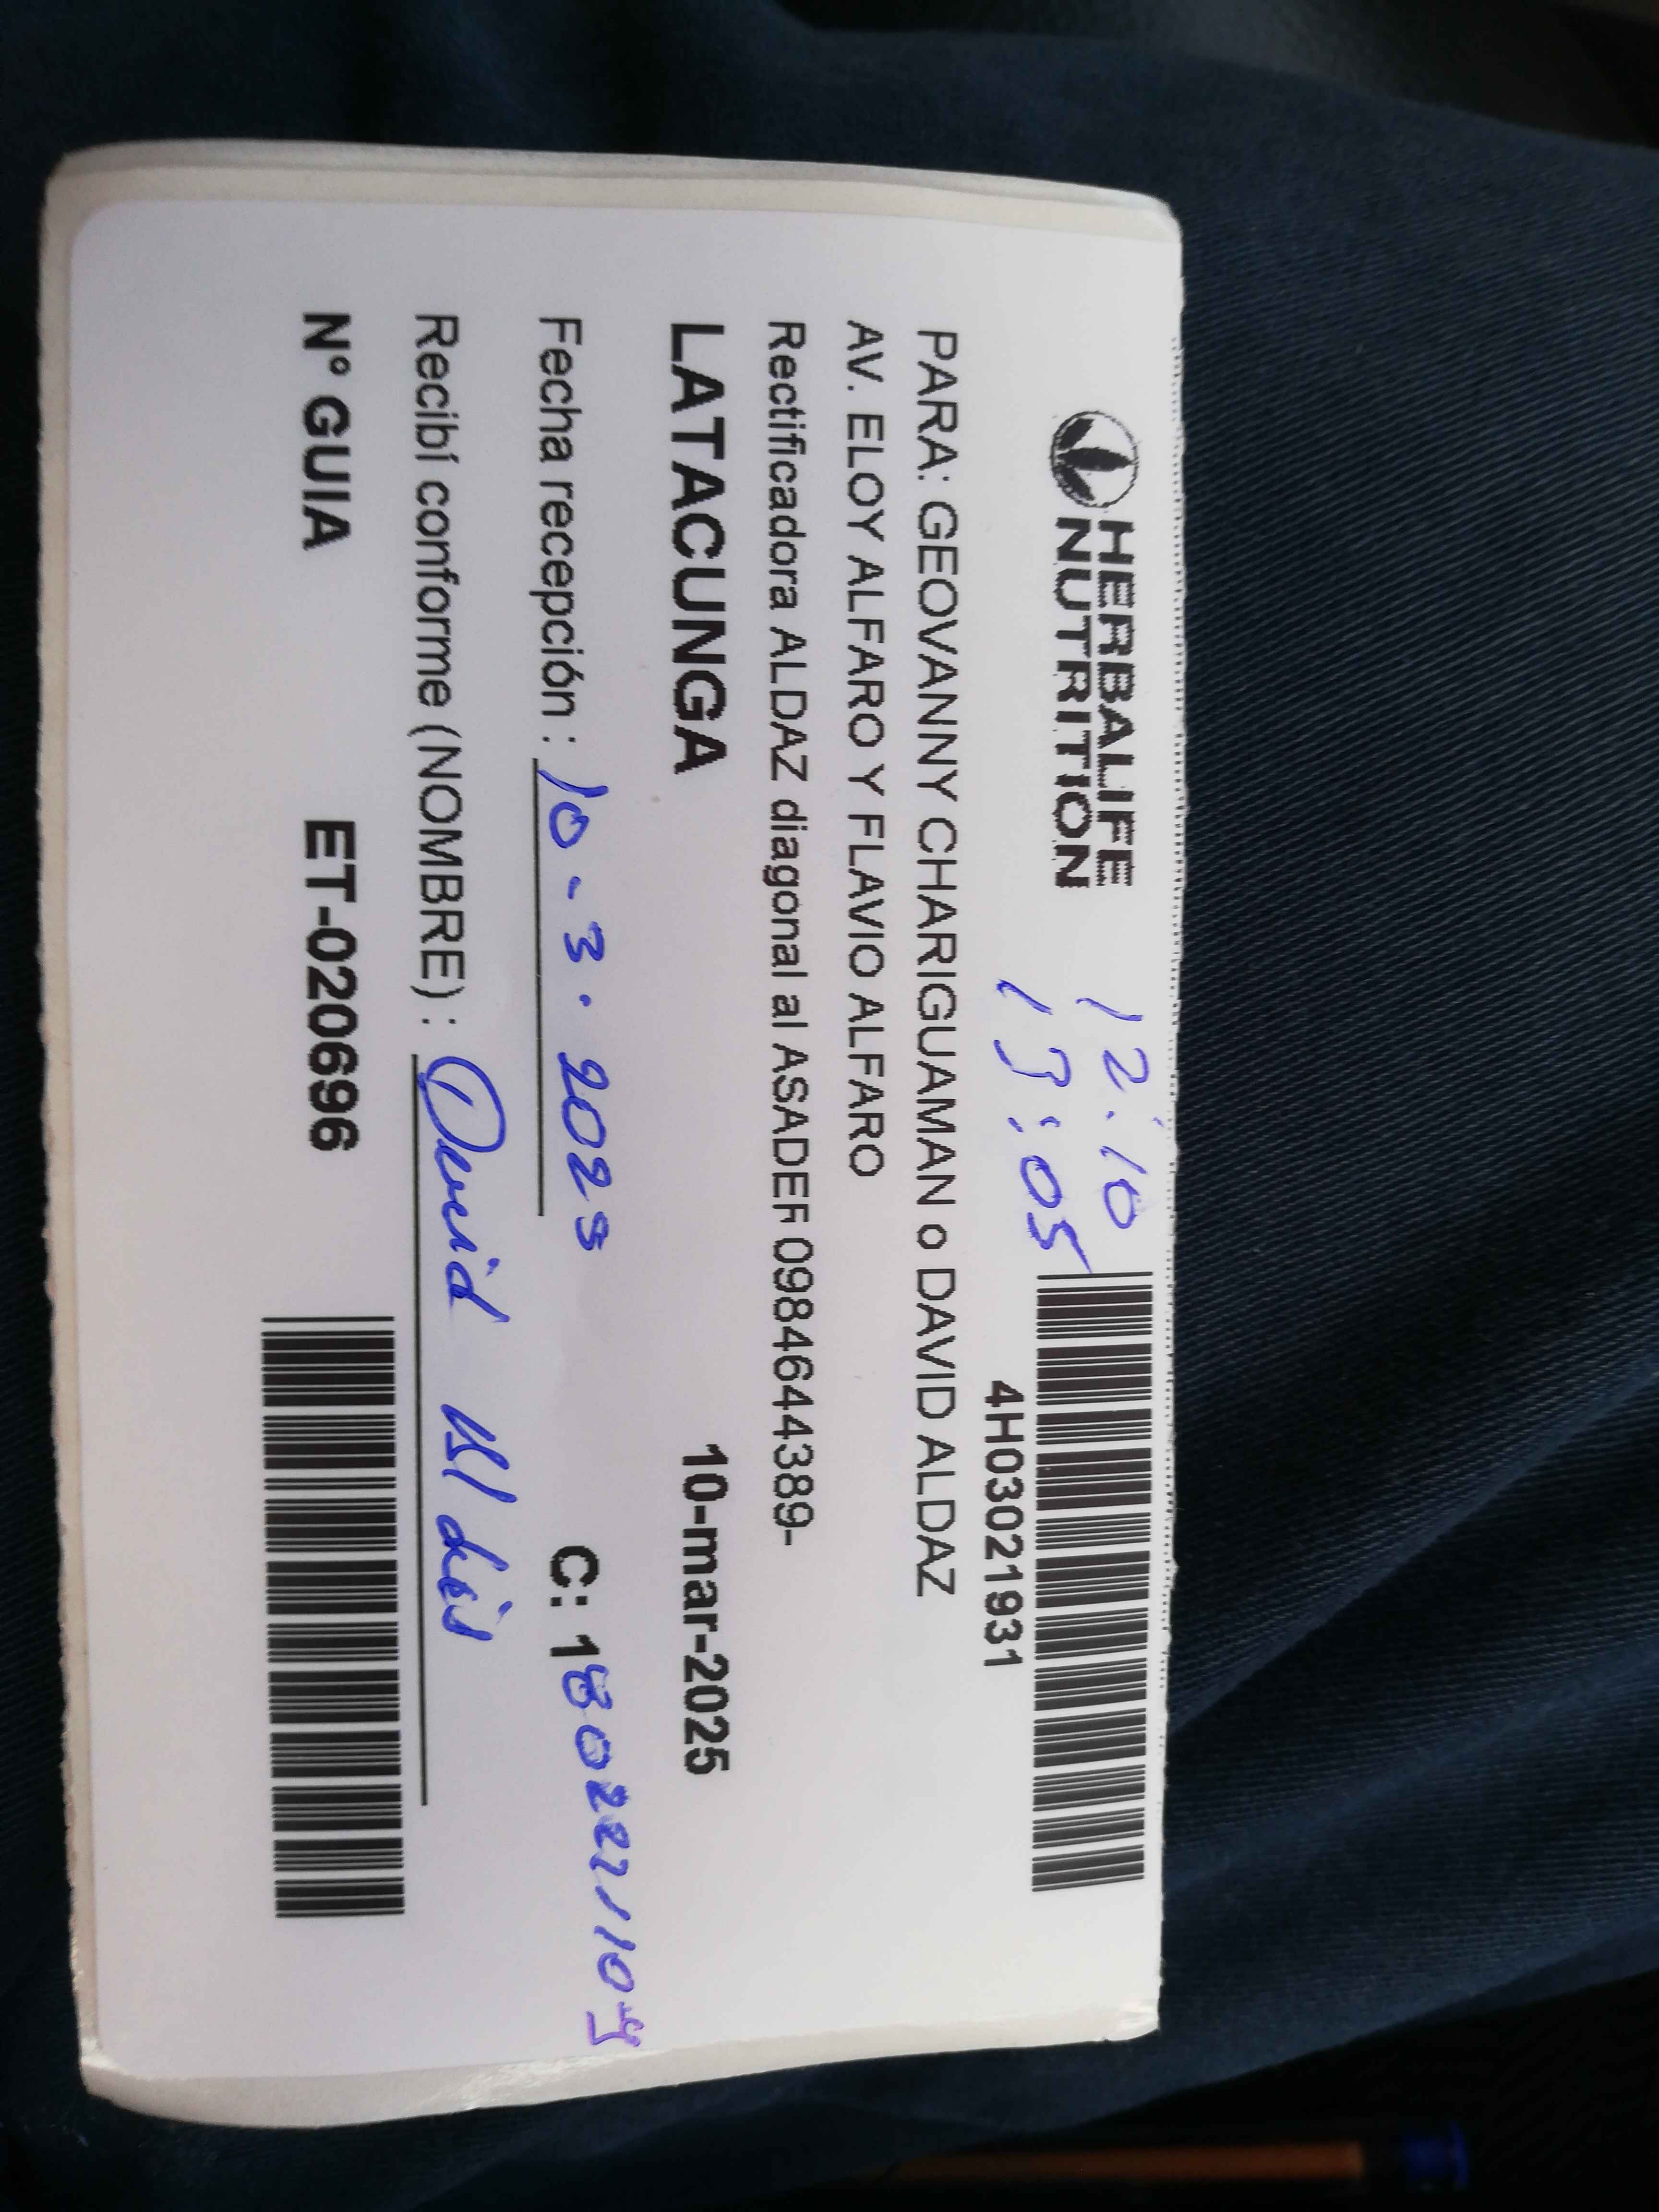 HERBALIFE
NUTRITION
12:10
13:05
4H03021931
PARA: GEOVANNY CHARIGUAMAN o DAVID ALDAZ
AV. ELOY ALFARO Y FLAVIO ALFARO
Rectificadora ALDAZ diagonal al ASADEF 0984644389-
LATACUNGA 10-mar-2025
Fecha recepción : 10-3.2025 C: 1
Recibí conforme (NOMBRE) : David
N° GUIA ET-020696